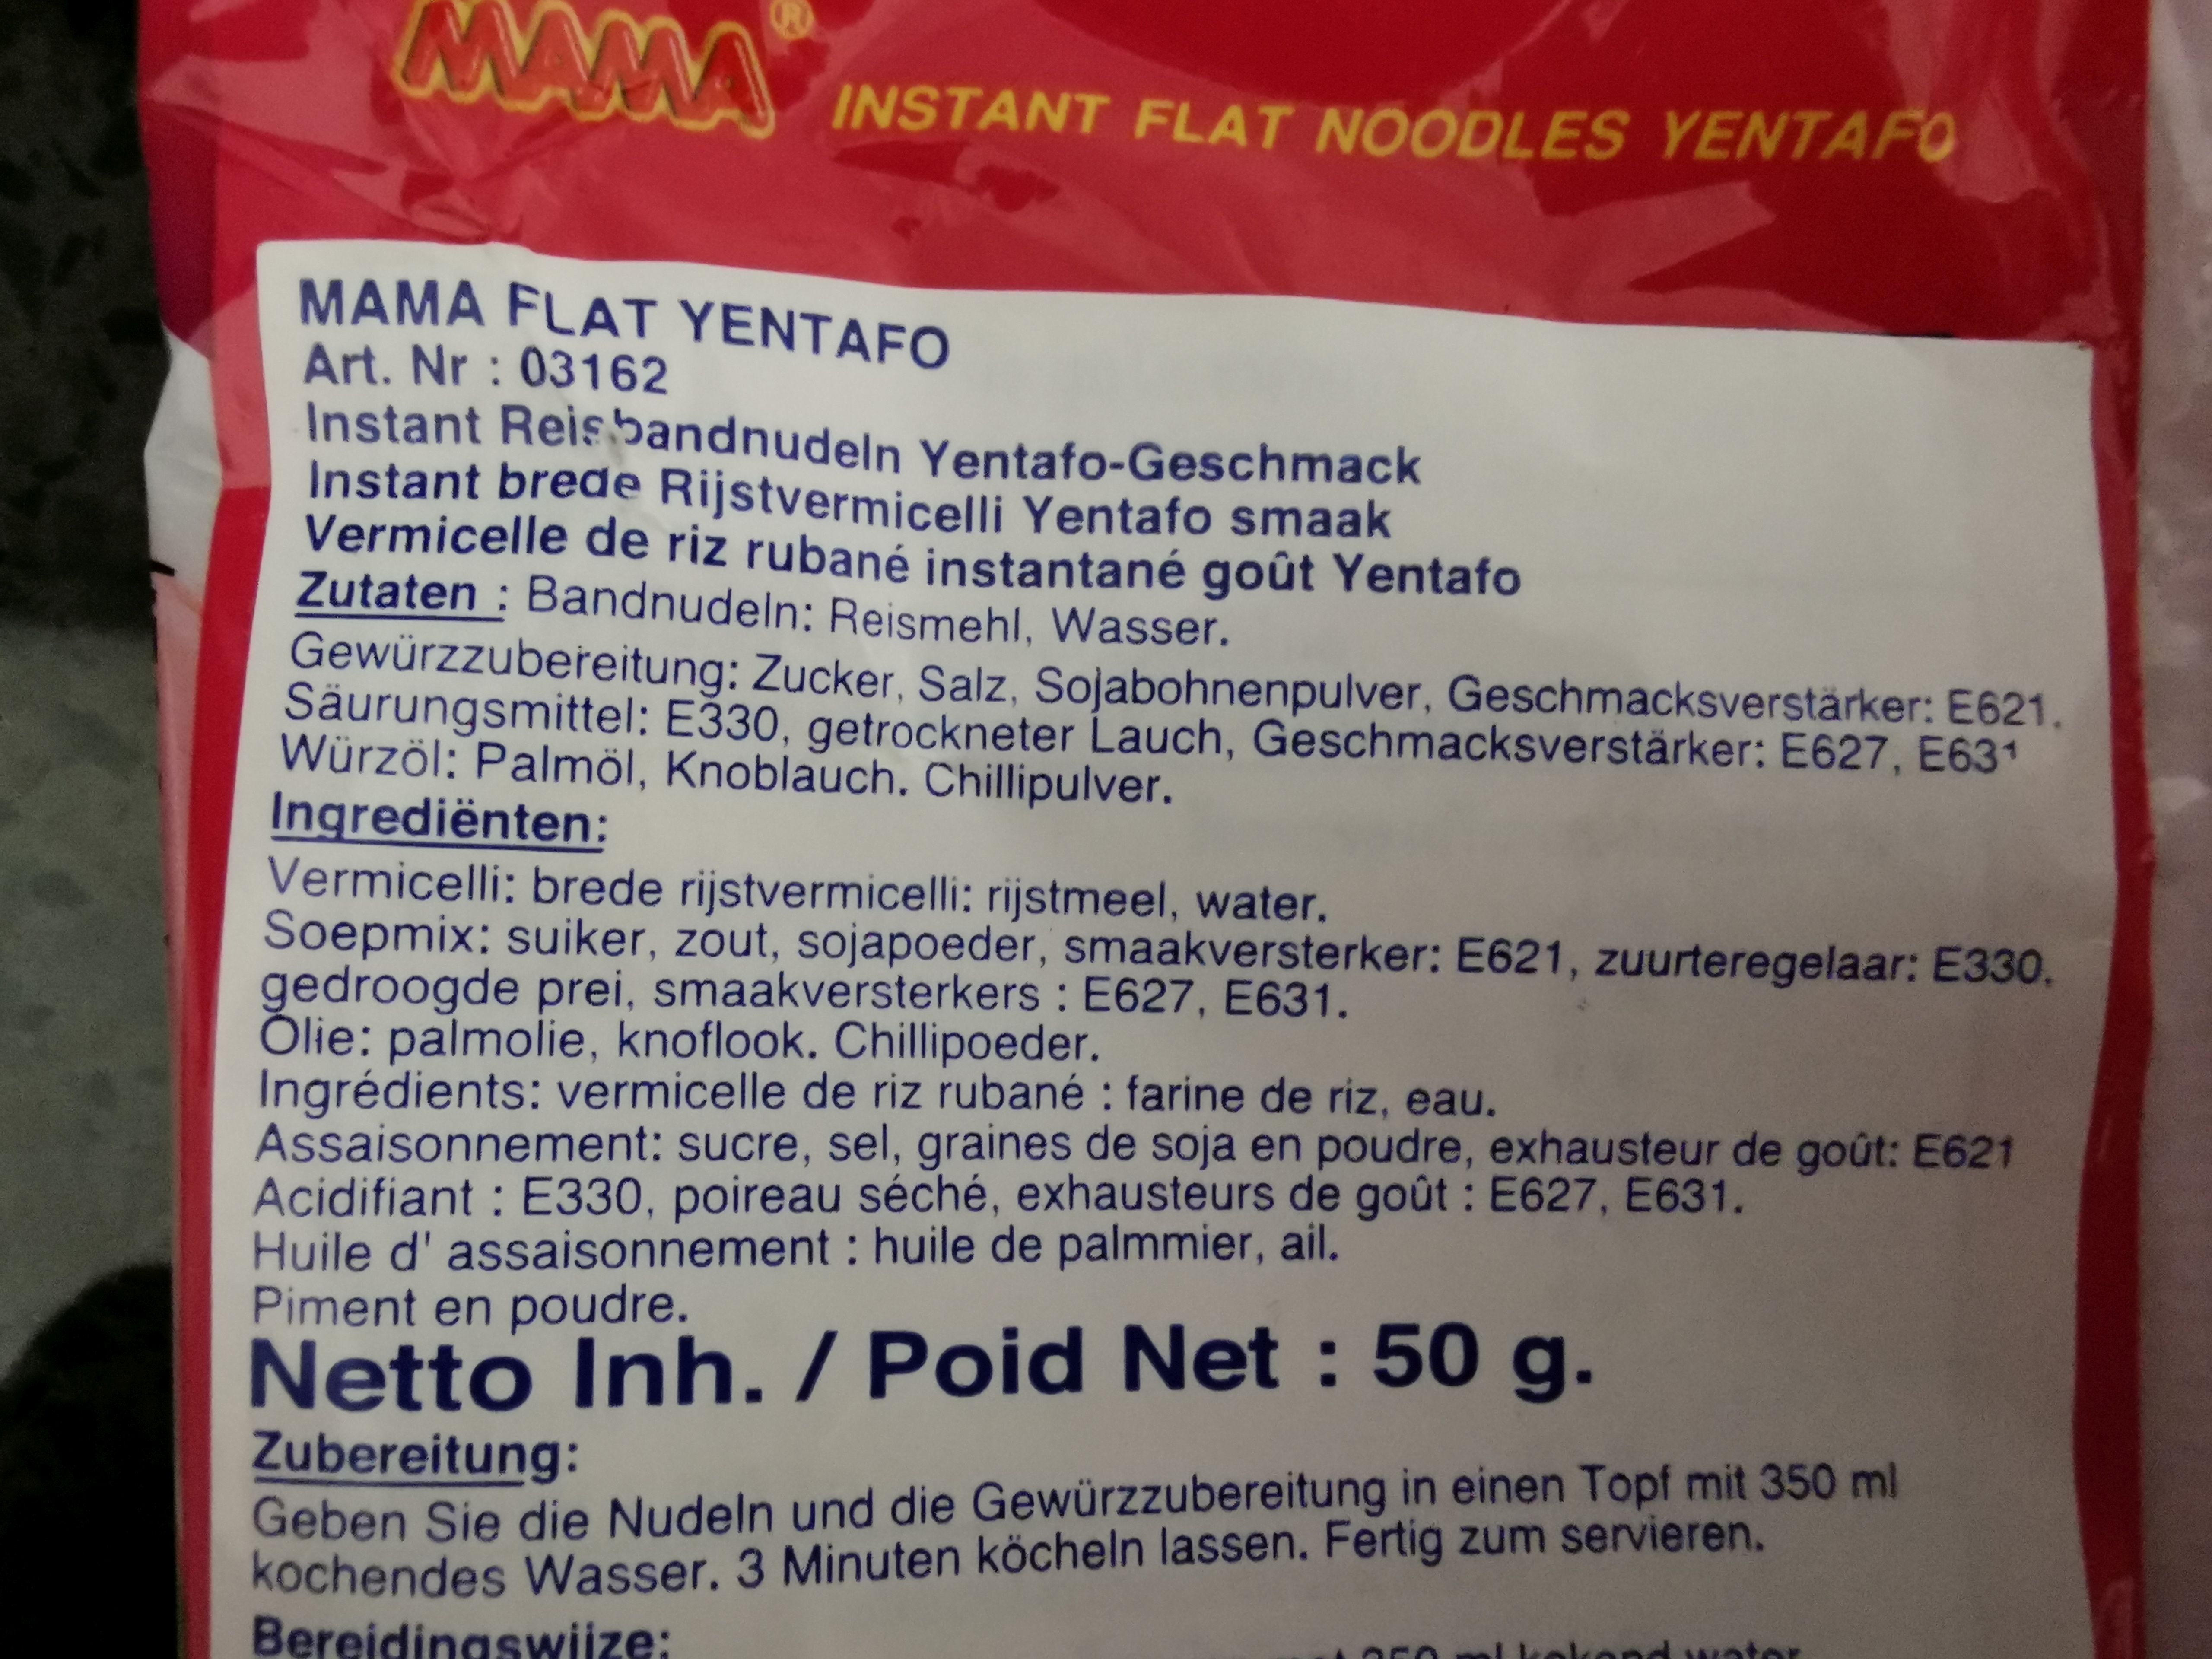 MAMA®
INSTANT FLAT NOODLES YENTAFO
MAMA FLAT YENTAFO
Art. Nr : 03162
Instant Reisbandnudeln Yentafo-Geschmack
Instant brede Rijstvermicelli Yentafo smaak
Vermicelle de riz rubané instantané goût Yentafo
Zutaten : Bandnudeln: Reismehl, Wasser.
Gewürzzubereitung: Zucker, Salz, Sojabohnenpulver, Geschmacksverstärker: E621.
Säurungsmittel: E330, getrockneter Lauch, Geschmacksverstärker: E627, E631
Würzöl: Palmöl, Knoblauch. Chillipulver.
Ingrediënten:
Vermicelli: brede rijstvermicelli: rijstmeel, water.
Soepmix: suiker, zout, sojapoeder, smaakversterker: E621, zuurteregelaar: E330.
gedroogde prei, smaakversterkers : E627, E631.
Olie: palmolie, knoflook. Chillipoeder.
Ingrédients: vermicelle de riz rubané : farine de riz, eau.
Assaisonnement: sucre, sel, graines de soja en poudre, exhausteur de goût: E621
Acidifiant : E330, poireau séché, exhausteurs de goût : E627, E631.
Huile d' assaisonnement : huile de palmmier, ail.
Piment en poudre.
Netto Inh. / Poid Net : 50 g.
Zubereitung:
Geben Sie die Nudeln und die Gewürzzubereitung in einen Topf mit 350 ml
kochendes Wasser. 3 Minuten köcheln lassen. Fertig zum servieren.
Bereidingswijze:
350 ml kokend water